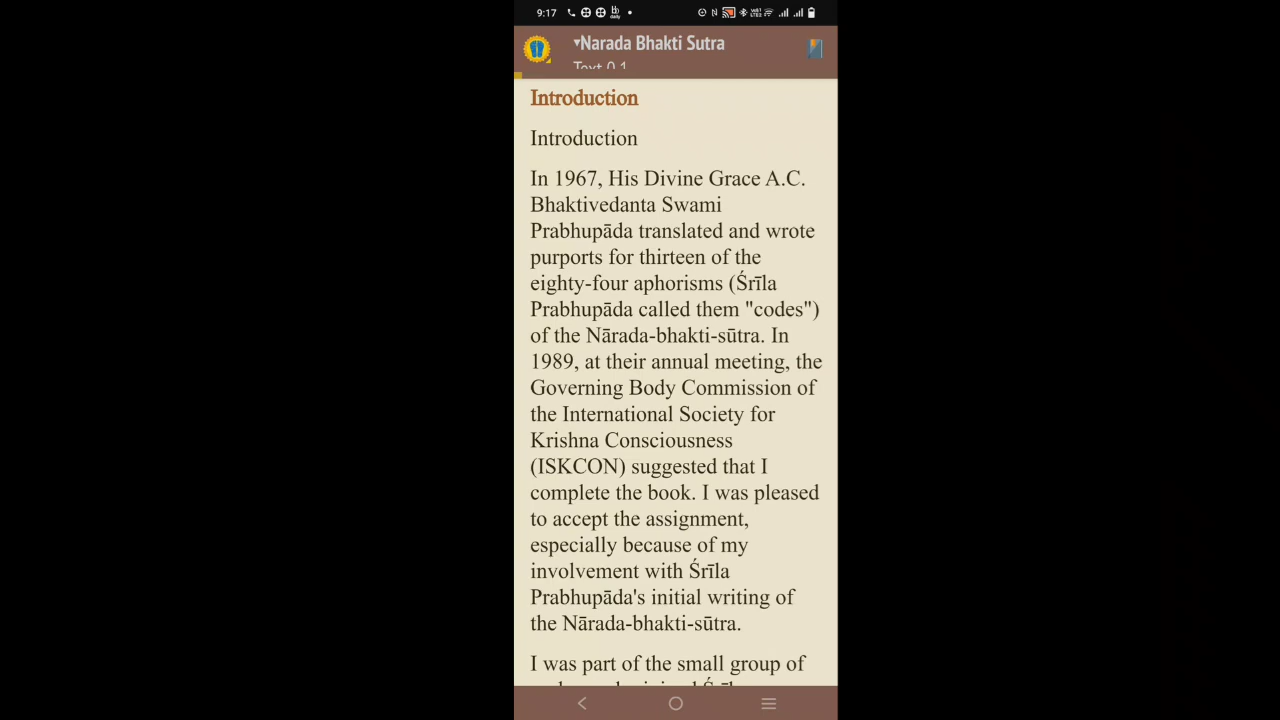 9:17
▾Narada Bhakti Sutra
Text 0.1
Introduction
Introduction
In 1967, His Divine Grace A.C.
Bhaktivedanta Swami
Prabhupāda translated and wrote
purports for thirteen of the
eighty-four aphorisms (Śrīla
Prabhupāda called them "codes")
of the Nārada-bhakti-sūtra. In
1989, at their annual meeting, the
Governing Body Commission of
the International Society for
Krishna Consciousness
(ISKCON) suggested that I
complete the book. I was pleased
to accept the assignment,
especially because of my
involvement with Śrīla
Prabhupāda's initial writing of
the Nārada-bhakti-sūtra.
I was part of the small group of